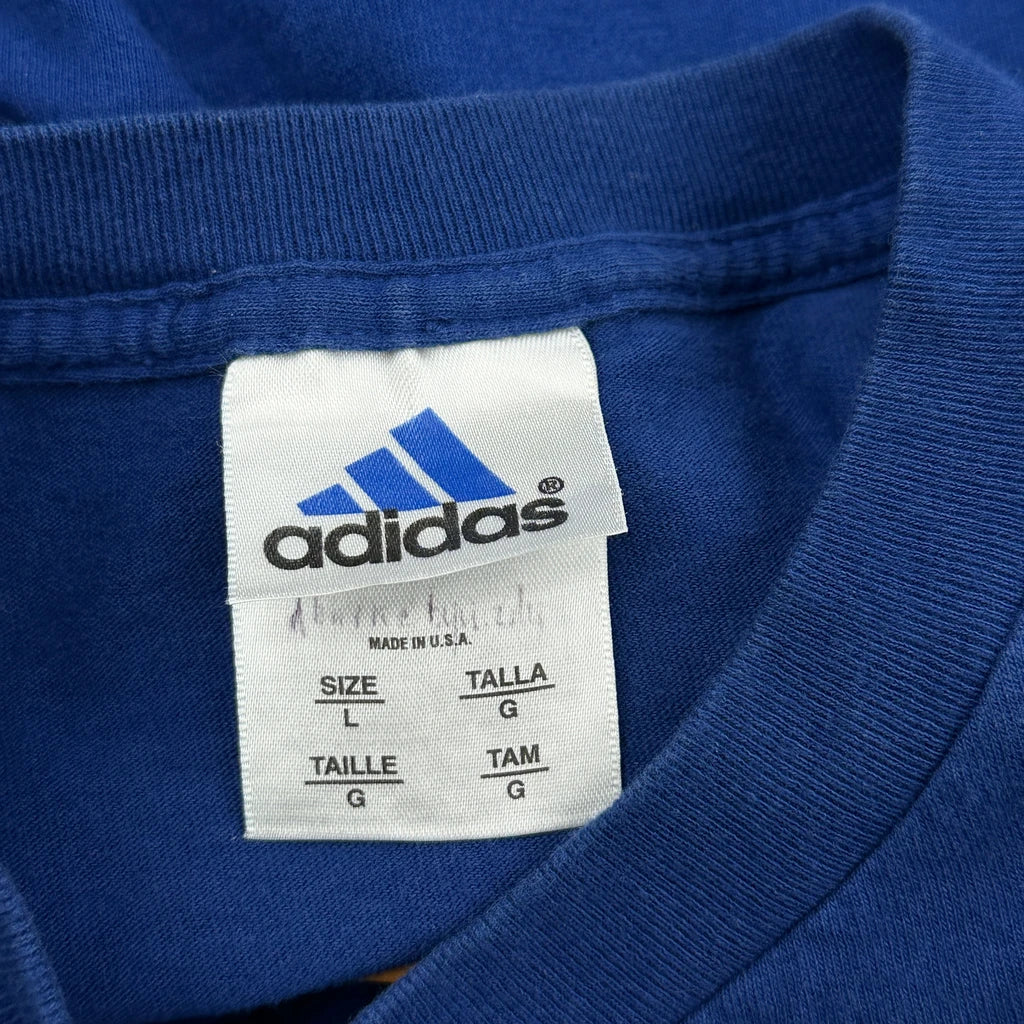 adidas®
MADE IN U.S.A.
SIZE TALLA
L G
TAILLE TAM
G G